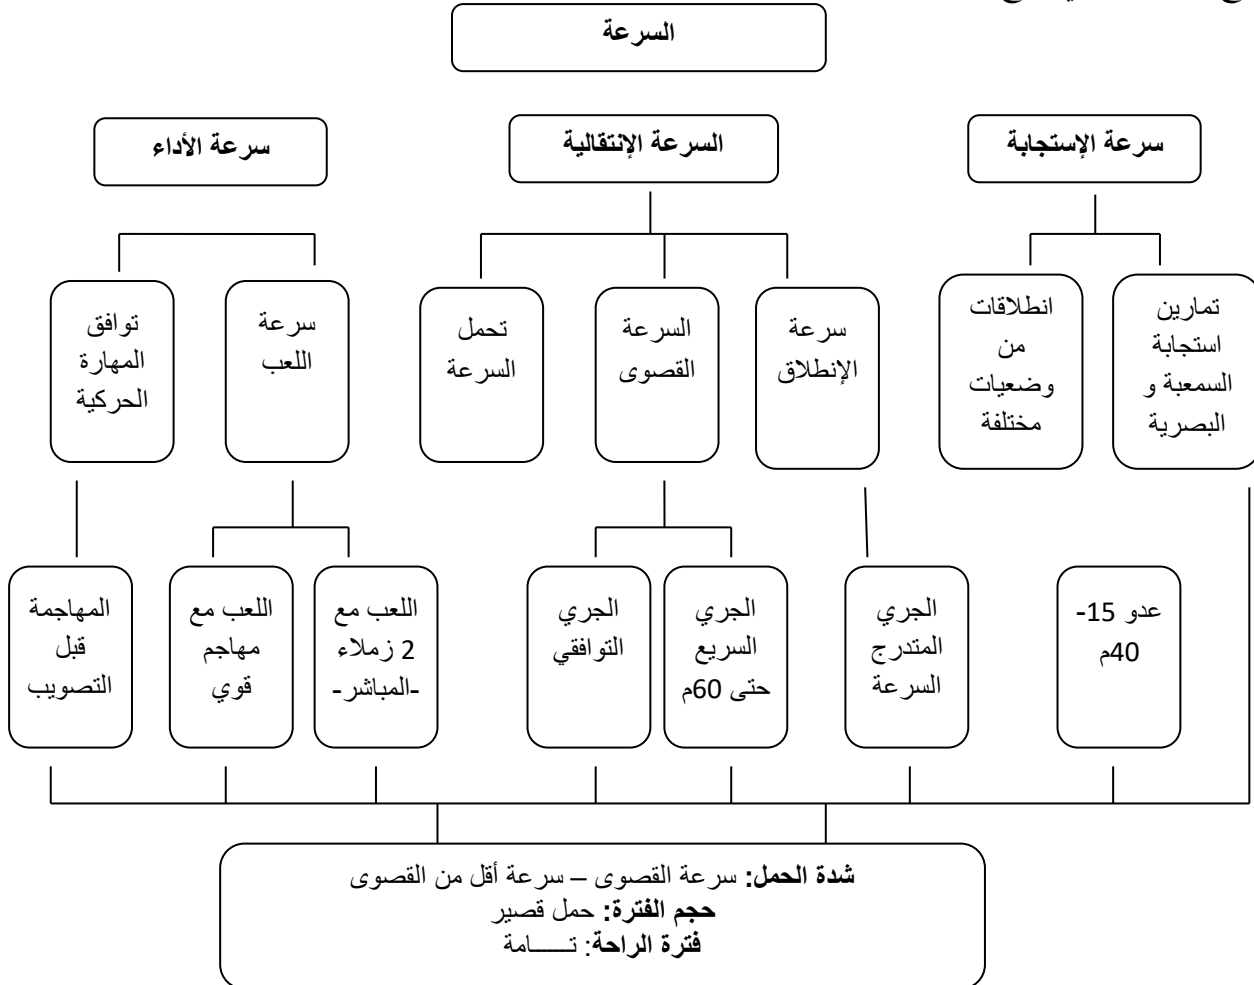 السرعة
سرعة الإستجابة
السرعة الإنتقالية
سرعة الأداء
تمارين
استجابة
السمعبة و
البصرية
انطلاقات
من
وضعيات
مختلفة
سرعة
الإنطلاق
السرعة
القصوى
تحمل
السرعة
سرعة
اللعب
توافق
المهارة
الحركية
عدو 15-
40م
الجري
المتدرج
السرعة
الجري
السريع
حتى 60م
الجري
التوافقي
اللعب مع
2 زملاء
-المباشر-
اللعب مع
مهاجم
قوي
المهاجمة
قبل
التصويب
شدة الحمل: سرعة القصوى – سرعة أقل من القصوى
حجم الفترة: حمل قصير
فترة الراحة: تـــــامة